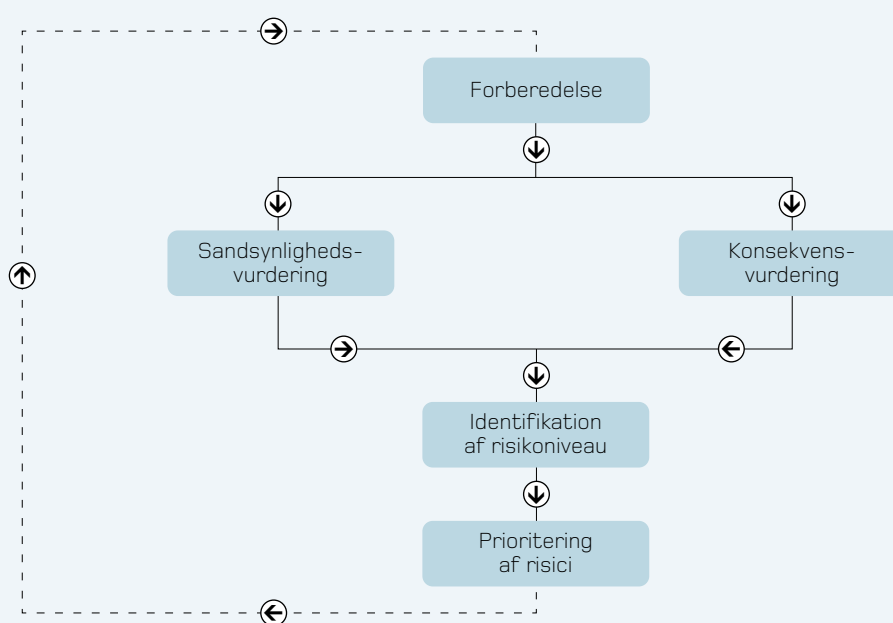 Forberedelse
Sandsynligheds-
vurdering
Konsekvens-
vurdering
Identifikation
af risikoniveau
Prioritering
af risici